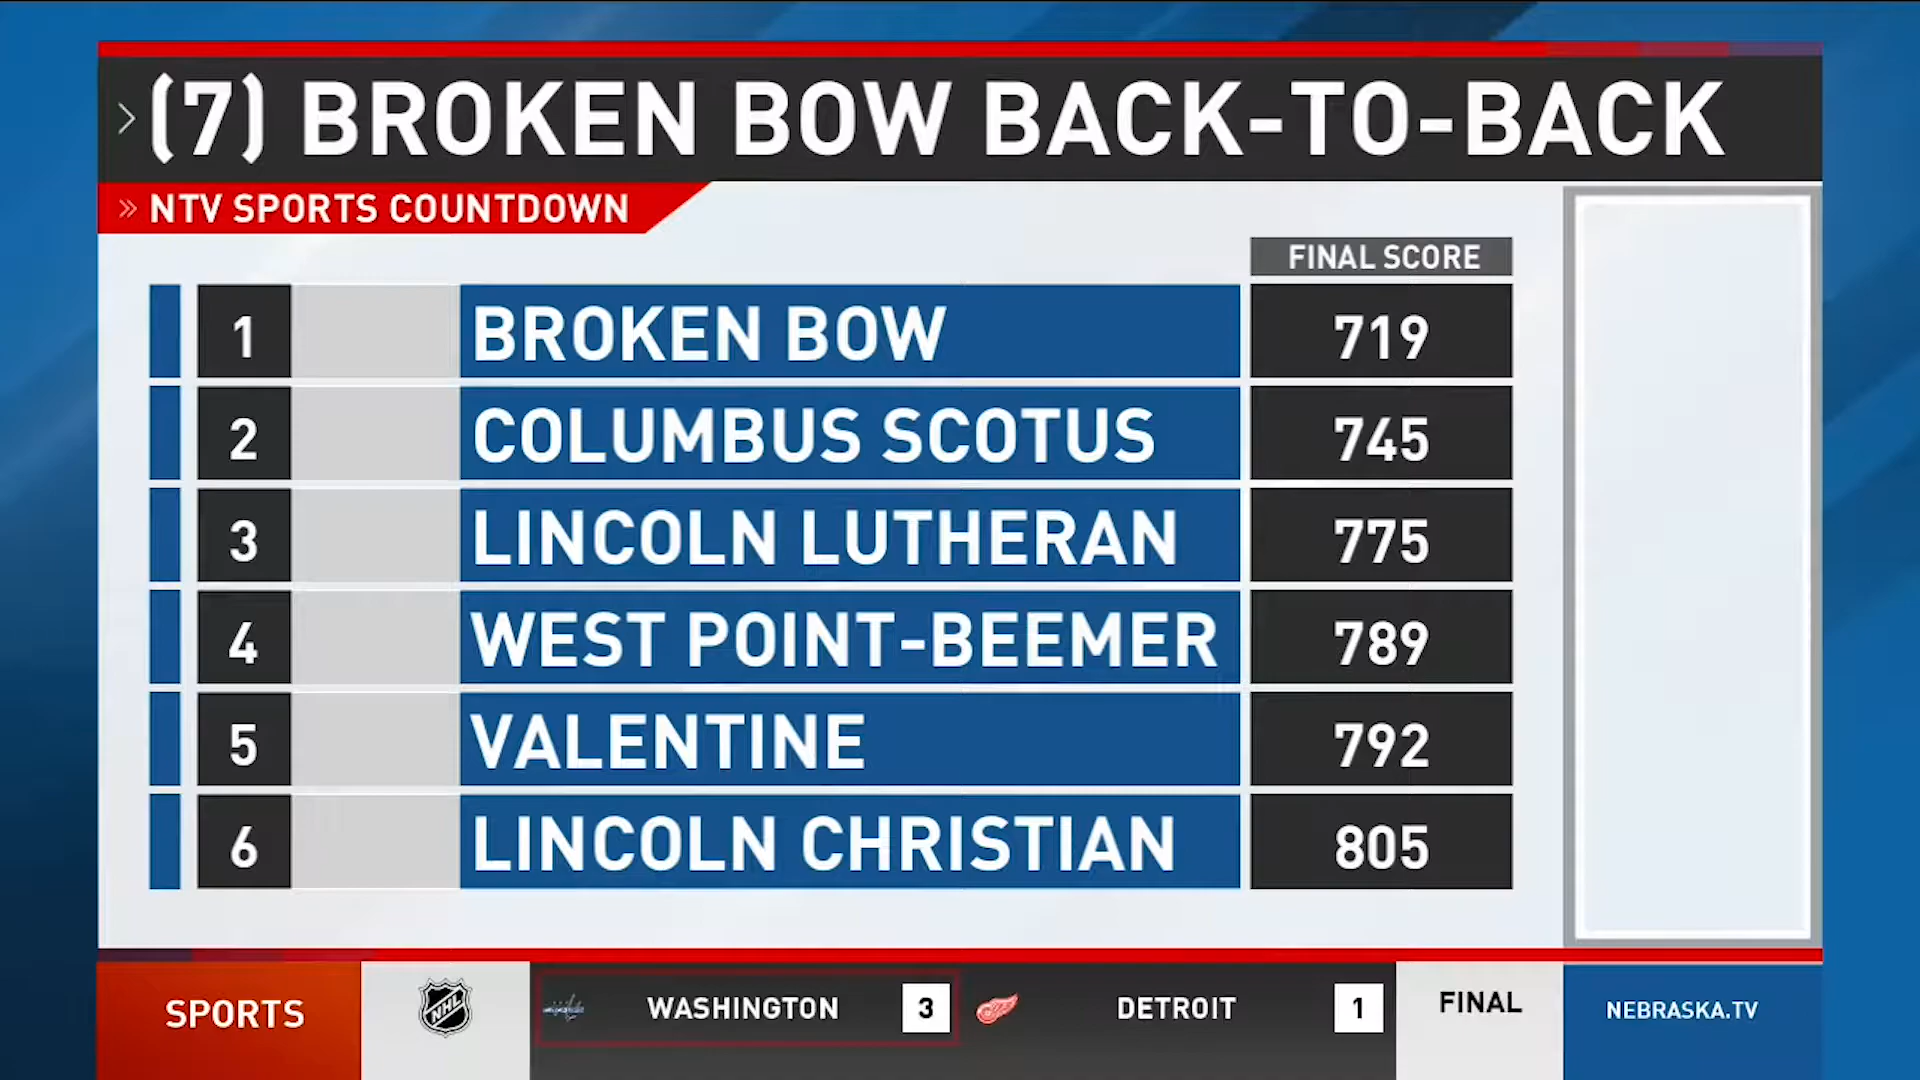 (7) BROKEN BOW BACK-TO-BACK
NTV SPORTS COUNTDOWN
FINAL SCORE
1 BROKEN BOW 719
2 COLUMBUS SCOTUS 745
3 LINCOLN LUTHERAN 775
4 WEST POINT-BEEMER 789
5 VALENTINE 792
6 LINCOLN CHRISTIAN 805
SPORTS NHL WASHINGTON 3 DETROIT 1 FINAL NEBRASKA.TV